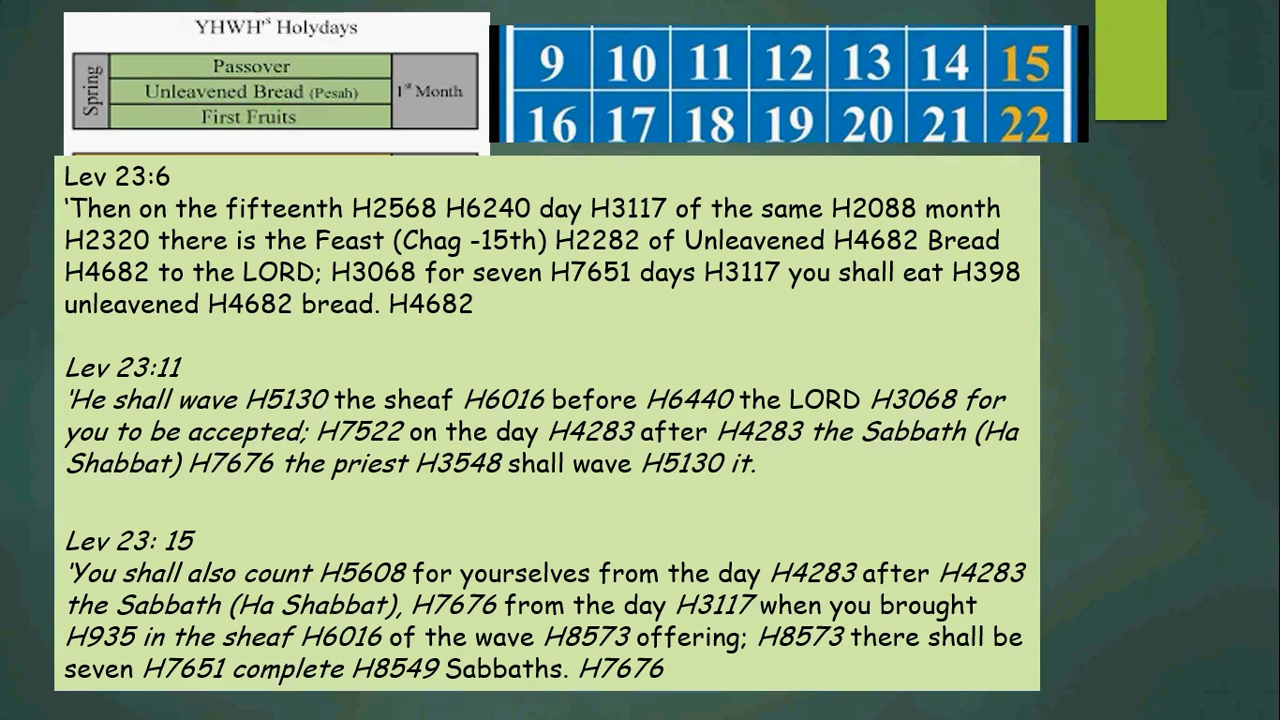 YHWH's Holydays
Spring
Passover
Unleavened Bread (Pesah)
First Fruits
1st Month
9 10 11 12 13 14 15
16 17 18 19 20 21 22
Lev 23:6
'Then on the fifteenth H2568 H6240 day H3117 of the same H2088 month
H2320 there is the Feast (Chag -15th) H2282 of Unleavened H4682 Bread
H4682 to the LORD; H3068 for seven H7651 days H3117 you shall eat H398
unleavened H4682 bread. H4682
Lev 23:11
'He shall wave H5130 the sheaf H6016 before H6440 the LORD H3068 for
you to be accepted; H7522 on the day H4283 after H4283 the Sabbath (Ha
Shabbat) H7676 the priest H3548 shall wave H5130 it.
Lev 23: 15
'You shall also count H5608 for yourselves from the day H4283 after H4283
the Sabbath (Ha Shabbat), H7676 from the day H3117 when you brought
H935 in the sheaf H6016 of the wave H8573 offering; H8573 there shall be
seven H7651 complete H8549 Sabbaths. H7676